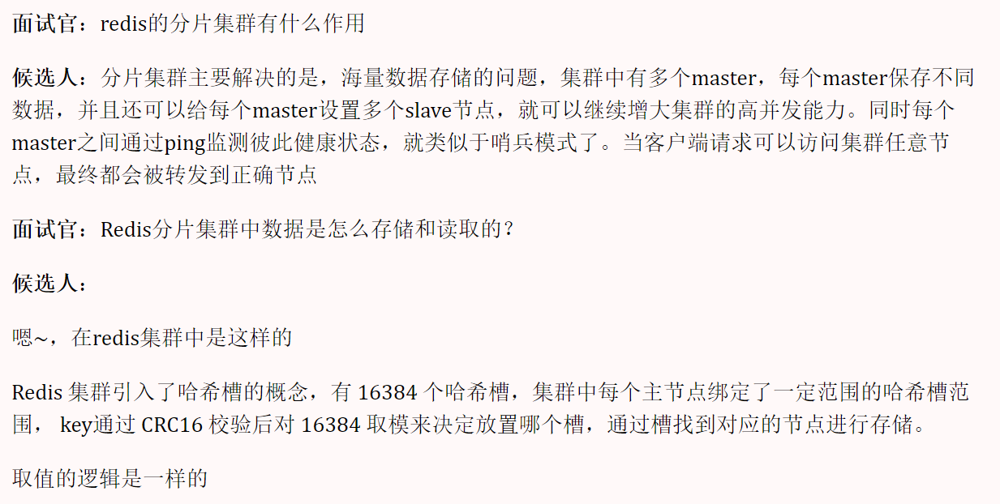 面试官：redis的分片集群有什么作用
候选人：分片集群主要解决的是，海量数据存储的问题，集群中有多个master，每个master保存不同
数据，并且还可以给每个master设置多个slave节点，就可以继续增大集群的高并发能力。同时每个
master之间通过ping监测彼此健康状态，就类似于哨兵模式了。当客户端请求可以访问集群任意节
点，最终都会被转发到正确节点
面试官：Redis分片集群中数据是怎么存储和读取的？
候选人：
嗯~，在redis集群中是这样的
Redis 集群引入了哈希槽的概念，有 16384 个哈希槽，集群中每个主节点绑定了一定范围的哈希槽范
围， key通过 CRC16 校验后对 16384 取模来决定放置哪个槽，通过槽找到对应的节点进行存储。
取值的逻辑是一样的